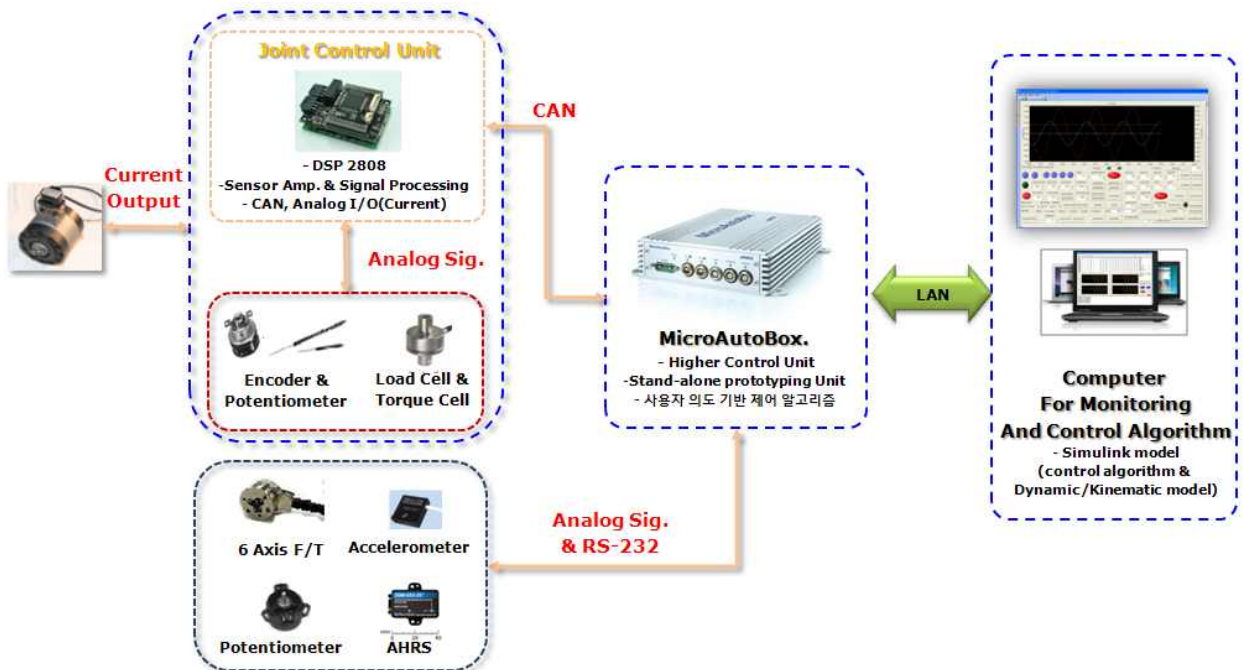 Joint Control Unit
- DSP 2808
-Sensor Amp. & Signal Processing
- CAN, Analog I/O(Current)
Current
Output
Analog Sig.
Encoder &
Potentiometer
Load Cell &
Torque Cell
CAN
MicroAutoBox
MicroAutoBox.
- Higher Control Unit
-Stand-alone prototyping Unit
- 사용자 의도 기반 제어 알고리즘
LAN
Computer
For Monitoring
And Control Algorithm
- Simulink model
(control algorithm &
Dynamic/Kinematic model)
6 Axis F/T
Accelerometer
Potentiometer
AHRS
Analog Sig.
& RS-232